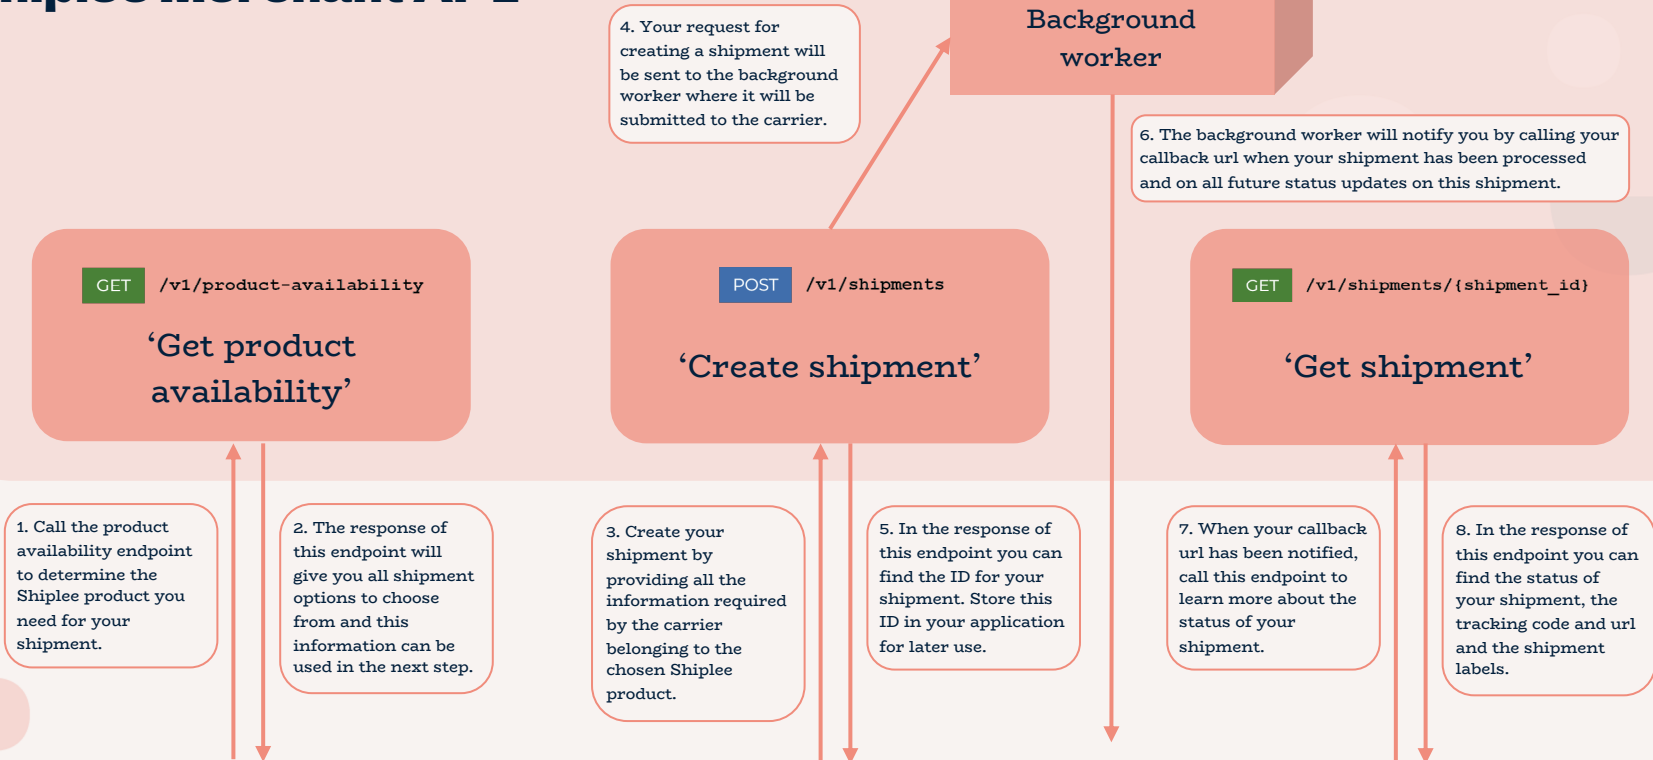 Merchant API
4. Your request for
creating a shipment will
be sent to the background
worker where it will be
submitted to the carrier.
Background
worker
6. The background worker will notify you by calling your
callback url when your shipment has been processed
and on all future status updates on this shipment.
GET /v1/product-availability
‘Get product
availability’
POST /v1/shipments
‘Create shipment’
GET /v1/shipments/{shipment_id}
‘Get shipment’
1. Call the product
availability endpoint
to determine the
Shiplee product you
need for your
shipment.
2. The response of
this endpoint will
give you all shipment
options to choose
from and this
information can be
used in the next step.
3. Create your
shipment by
providing all the
information required
by the carrier
belonging to the
chosen Shiplee
product.
5. In the response of
this endpoint you can
find the ID for your
shipment. Store this
ID in your application
for later use.
7. When your callback
url has been notified,
call this endpoint to
learn more about the
status of your
shipment.
8. In the response of
this endpoint you can
find the status of
your shipment, the
tracking code and url
and the shipment
labels.